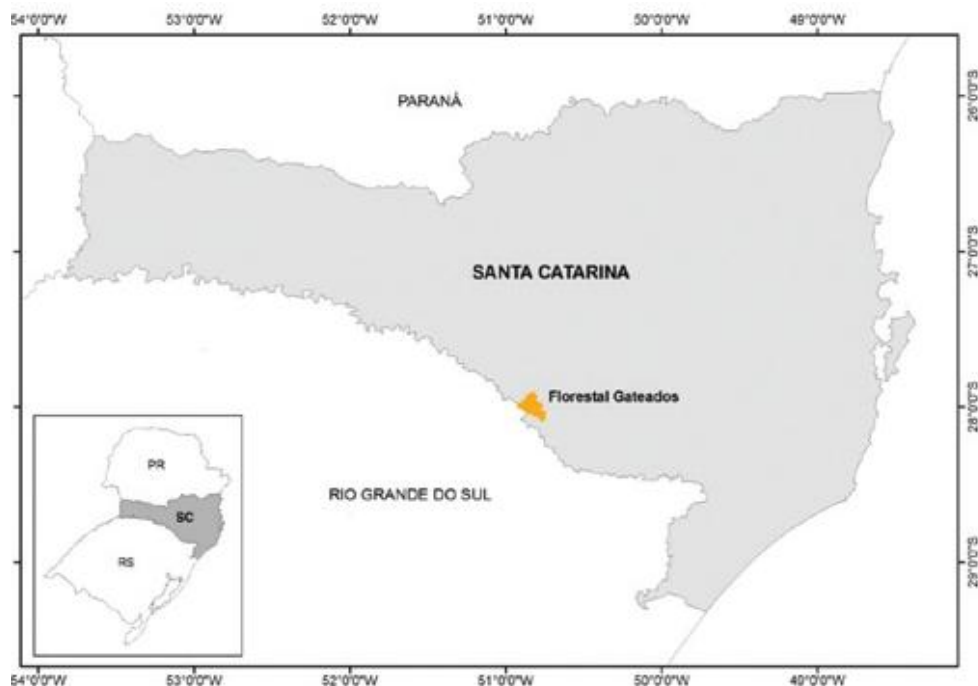 54°0'0"W 53°0'0"W 52°0'0"W 51°0'0"W 50°0'0"W 49°0'0"W
PARANÁ
26°0'0"S
SANTA CATARINA
27°0'0"S
Florestal Gateados
28°0'0"S
RIO GRANDE DO SUL
PR
SC
RS
29°0'0"S
54°0'0"W 53°0'0"W 52°0'0"W 51°0'0"W 50°0'0"W 49°0'0"W